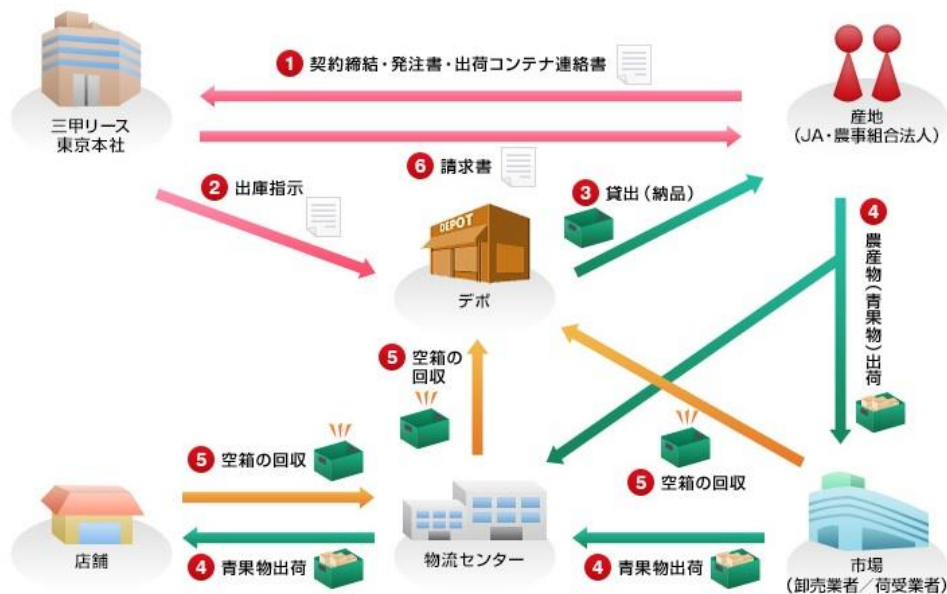 1 契約締結・発注書・出荷コンテナ連絡書
三甲リース
東京本社
産地
(JA・農事組合法人)
6 請求書
2 出庫指示
3 貸出(納品)
DEPOT
デポ
4 農産物(青果物)出荷
5 空箱の
回収
5 空箱の回収
5 空箱の回収
店舗
4 青果物出荷
物流センター
4 青果物出荷
市場
(卸売業者/荷受業者)